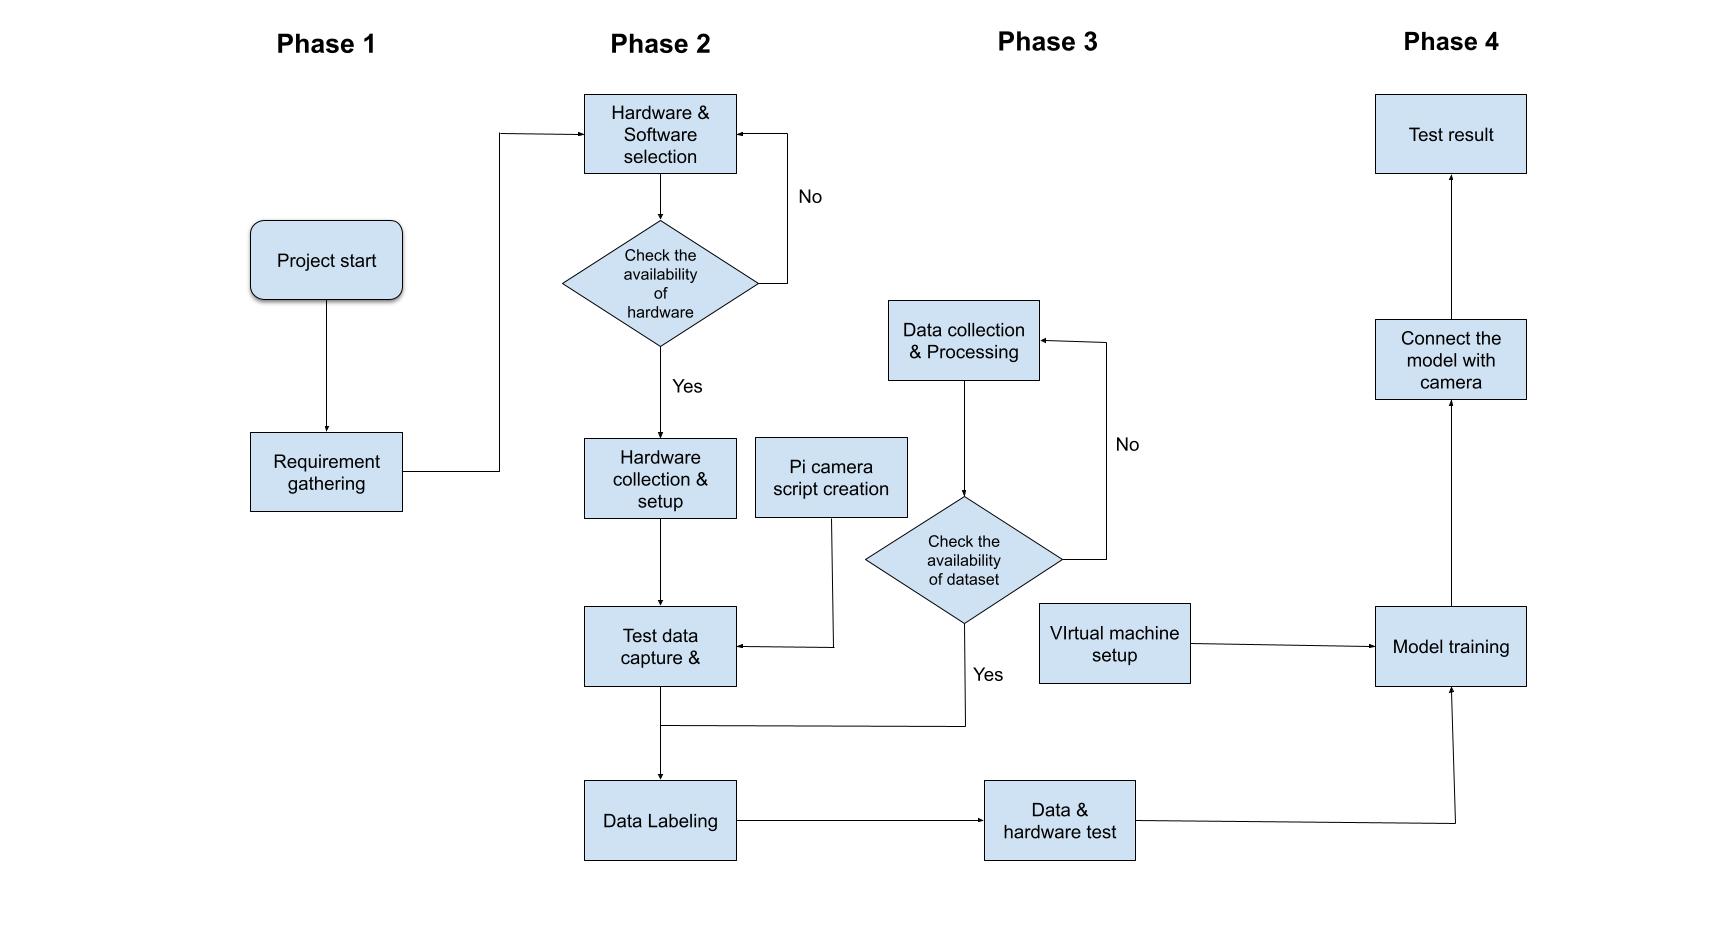 Phase 1
Phase 2
Phase 3
Phase 4
Hardware &
Software
selection
Test result
No
Project start
Check the
availability
of
hardware
Data collection
& Processing
Connect the
model with
camera
Yes
No
Requirement
gathering
Hardware
collection &
setup
Pi camera
script creation
Check the
availability
of dataset
Test data
capture &
VIrtual machine
setup
Model training
Yes
Data Labeling
Data &
hardware test